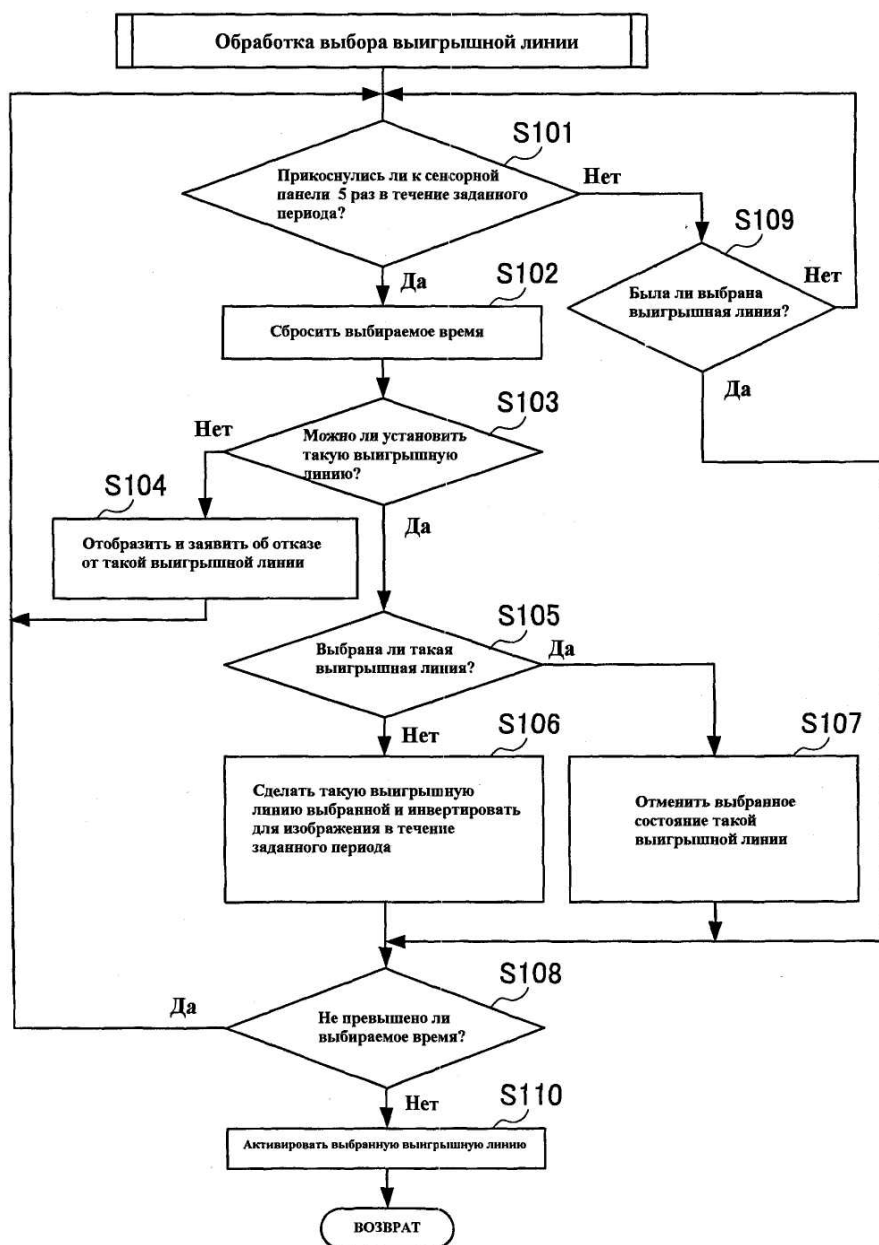 Обработка выбора выигрышной линии
S101
Прикоснулись ли к сенсорной
панели 5 раз в течение заданного
периода?
Нет
S109
Да
S102
Была ли выбрана
выигрышная линия?
Нет
Сбросить выбираемое время
Да
S103
Нет
Можно ли установить
такую выигрышную
линию?
S104
Да
Отобразить и заявить об отказе
от такой выигрышной линии
S105
Выбрана ли такая
выигрышная линия?
Да
S106
Нет
S107
Сделать такую выигрышную
линию выбранной и инвертировать
для изображения в течение
заданного периода
Отменить выбранное
состояние такой
выигрышной линии
S108
Да
Не превышено ли
выбираемое время?
Нет
S110
Активировать выбранную выигрышную линию
ВОЗВРАТ